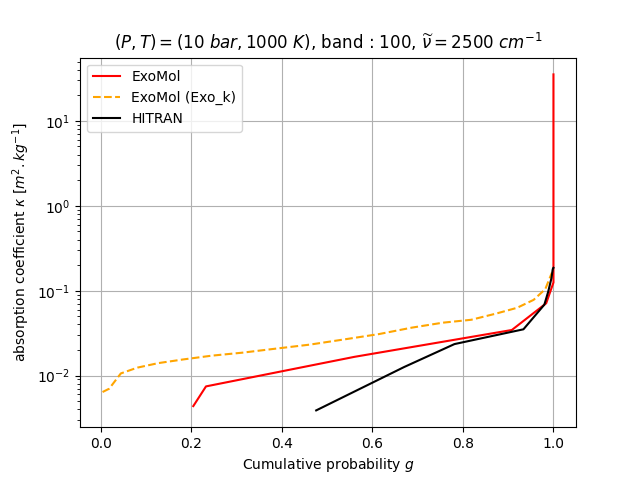 (P, T) = (10 bar, 1000 K), band : 100, ν̃ = 2500 cm⁻¹
ExoMol
ExoMol (Exo_k)
HITRAN
absorption coefficient κ [m².kg⁻¹]
10¹
10⁰
10⁻¹
10⁻²
0.0 0.2 0.4 0.6 0.8 1.0
Cumulative probability g